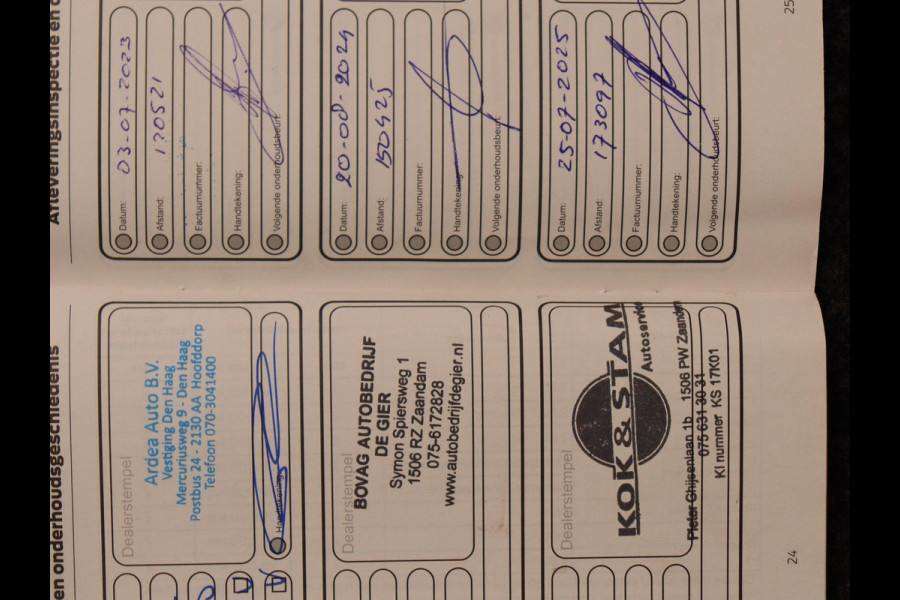 en onderhoudsgeschiedenis
Afleveringsinspectie en o
Dealerstempel
Ardea Auto B.V.
Vestiging Den Haag
Mercuriusweg 9 - Den Haag
Postbus 24 - 2130 AA Hoofddorp
Telefoon 070-3041400
Handtekening:
Datum: 03-07-2023
Afstand: 120521
Factuurnummer:
Handtekening:
Volgende onderhoudsbeurt:
Dealerstempel
BOVAG AUTOBEDRIJF
DE GIER
Symon Spiersweg 1
1506 RZ Zaandam
075-6172828
www.autobedrijfdegier.nl
Datum: 20-08-2024
Afstand: 150425
Factuurnummer:
Handtekening:
Volgende onderhoudsbeurt:
Dealerstempel
KOK & STAM
Autoservice
Pieter Ghijsenlaan 1b 1506 PW Zaandam
075 631 30 31
KI nummer KS 17K01
Datum: 25-07-2025
Afstand: 173097
Factuurnummer:
Handtekening:
Volgende onderhoudsbeurt:
24
25